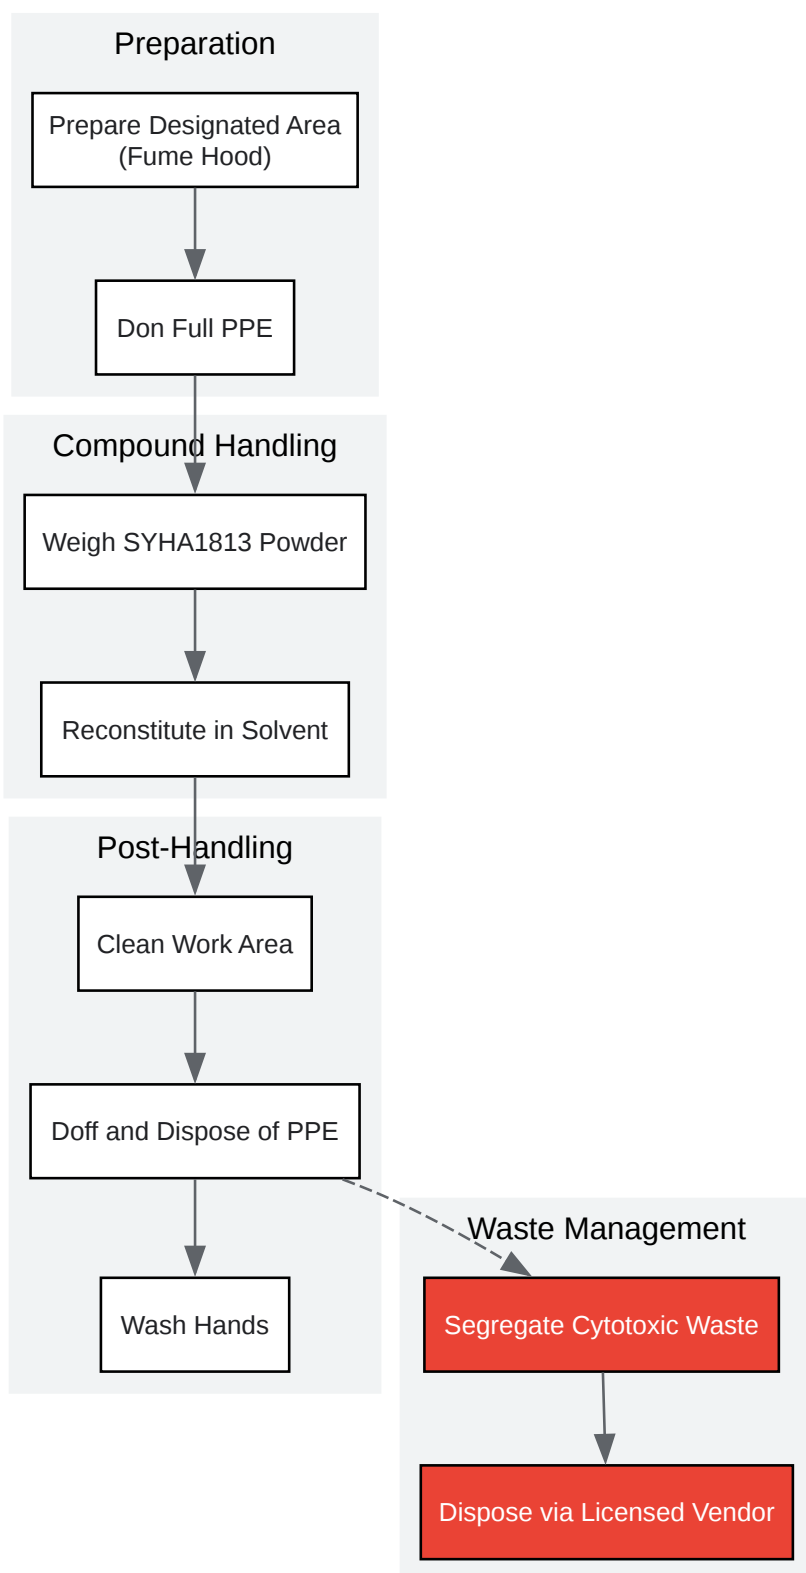 Preparation
Prepare Designated Area
(Fume Hood)
Don Full PPE
Compound Handling
Weigh SYHA1813 Powder
Reconstitute in Solvent
Post-Handling
Clean Work Area
Doff and Dispose of PPE
Wash Hands
Waste Management
Segregate Cytotoxic Waste
Dispose via Licensed Vendor